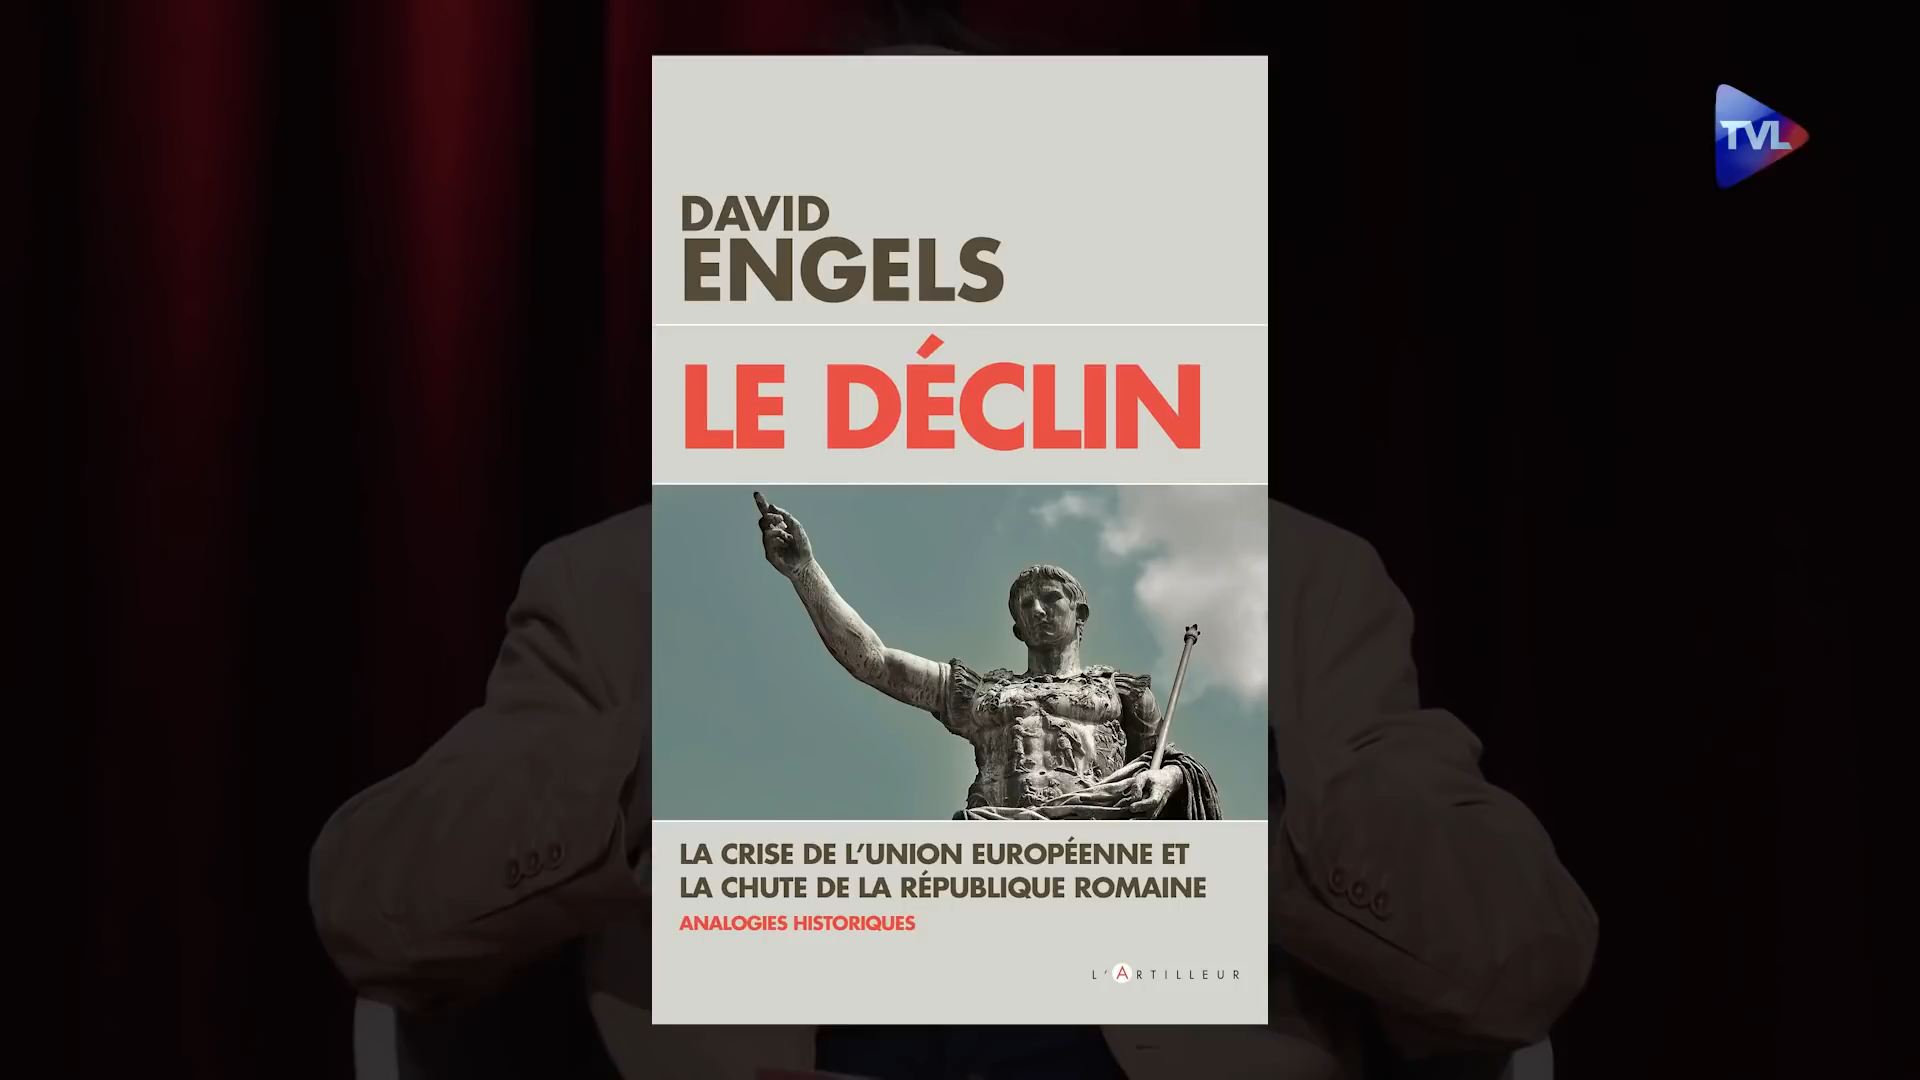 TVL
DAVID
ENGELS
LE DÉCLIN
LA CRISE DE L'UNION EUROPÉENNE ET
LA CHUTE DE LA RÉPUBLIQUE ROMAINE
ANALOGIES HISTORIQUES
L'ARTILLEUR